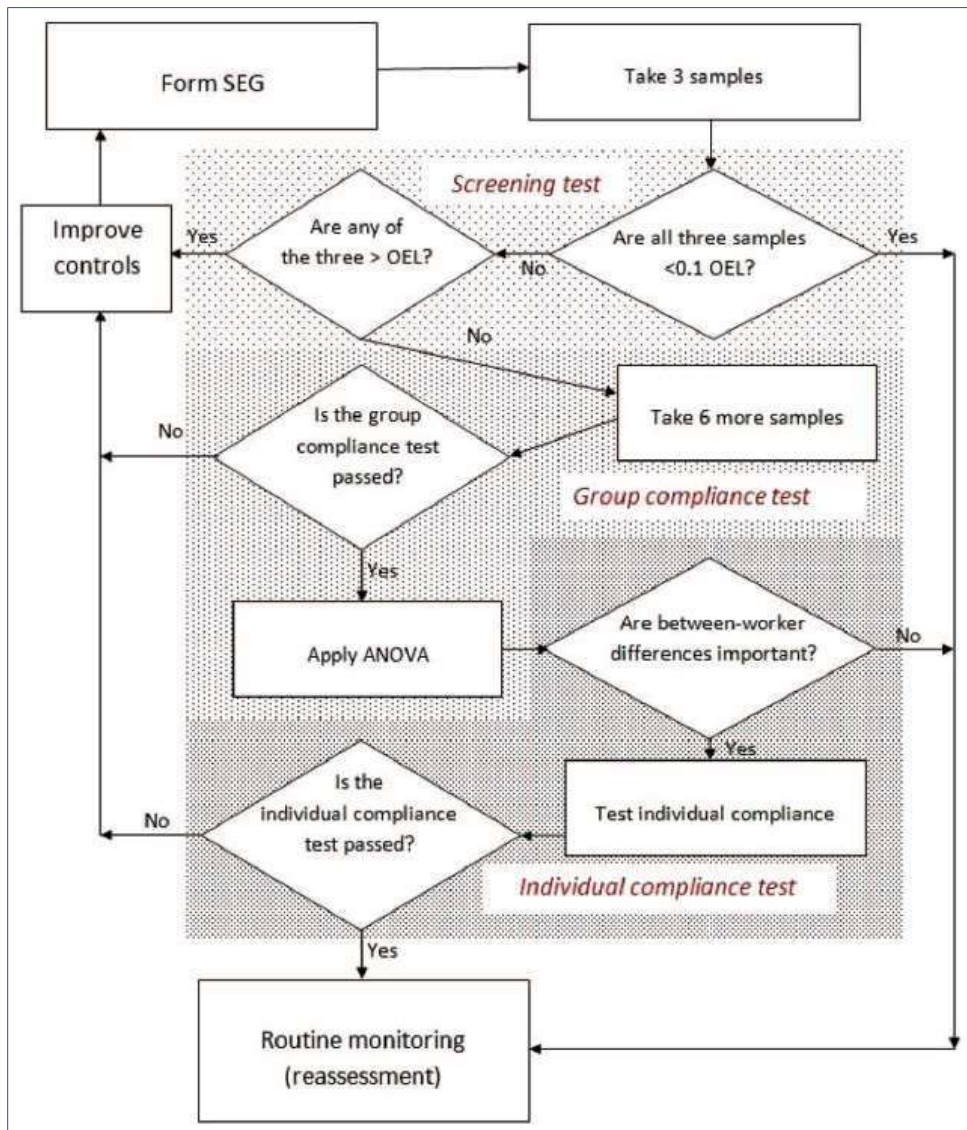 Form SEG
Take 3 samples
Screening test
Improve
controls
Yes
Are any of
the three > OEL?
No
Are all three samples
<0.1 OEL?
Yes
No
Take 6 more samples
No
Is the group
compliance test
passed?
Group compliance test
Yes
Apply ANOVA
Are between-worker
differences important?
No
Yes
Is the
individual compliance
test passed?
No
Test individual compliance
Individual compliance test
Yes
Routine monitoring
(reassessment)